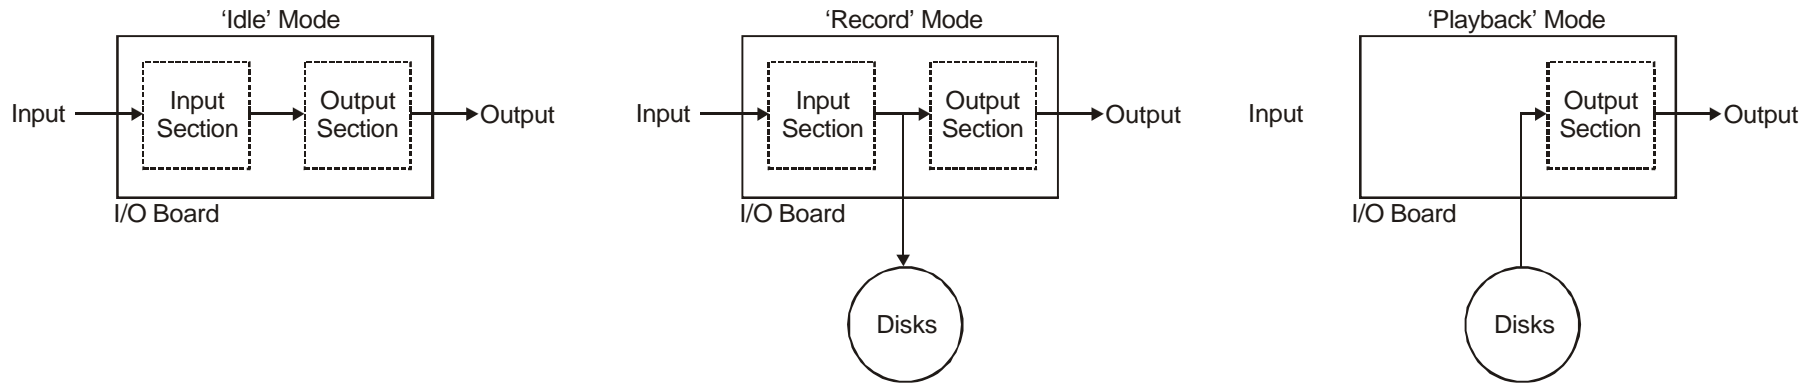 ‘Idle’ Mode
Input
Input
Section
Output
Section
Output
I/O Board
‘Record’ Mode
Input
Input
Section
Output
Section
Output
I/O Board
Disks
‘Playback’ Mode
Input
Output
Section
Output
I/O Board
Disks